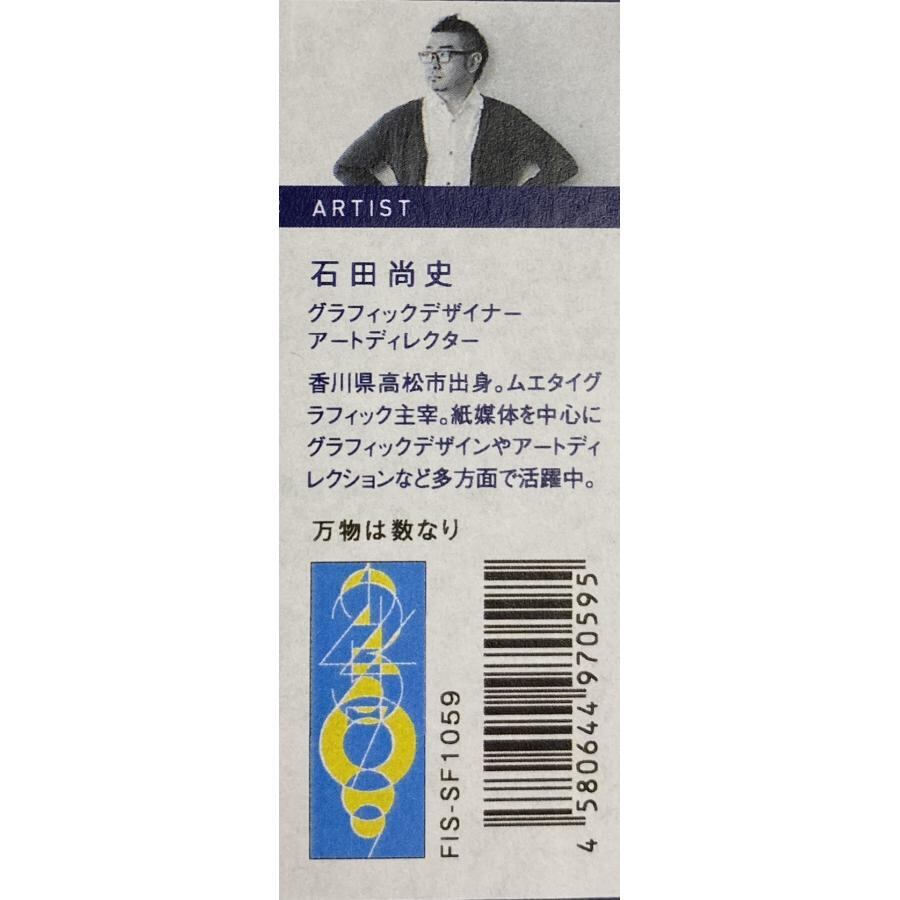 ARTIST
石田尚史
グラフィックデザイナー
アートディレクター
香川県高松市出身。ムエタイグ
ラフィック主宰。紙媒体を中心に
グラフィックデザインやアートディ
レクションなど多方面で活躍中。
万物は数なり
FIS-SF1059
4 580644 970595